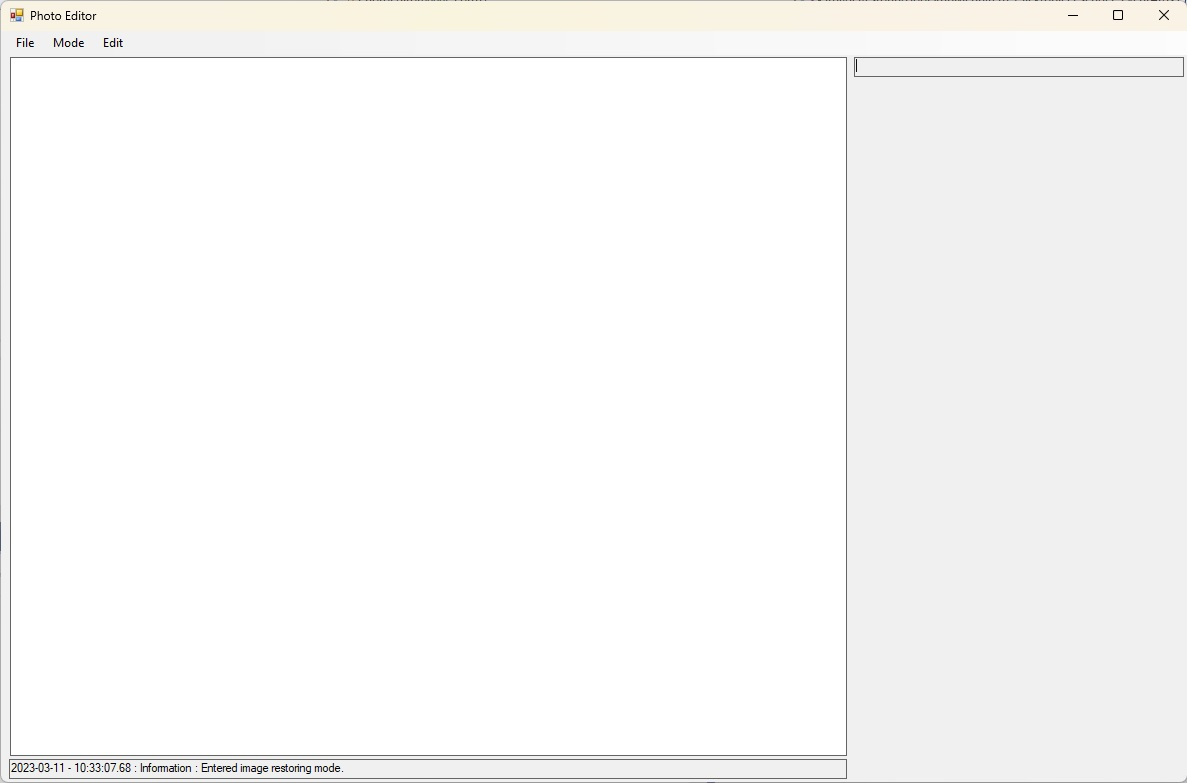 Photo Editor
File Mode Edit
2023-03-11 - 10:33:07.68 : Information : Entered image restoring mode.